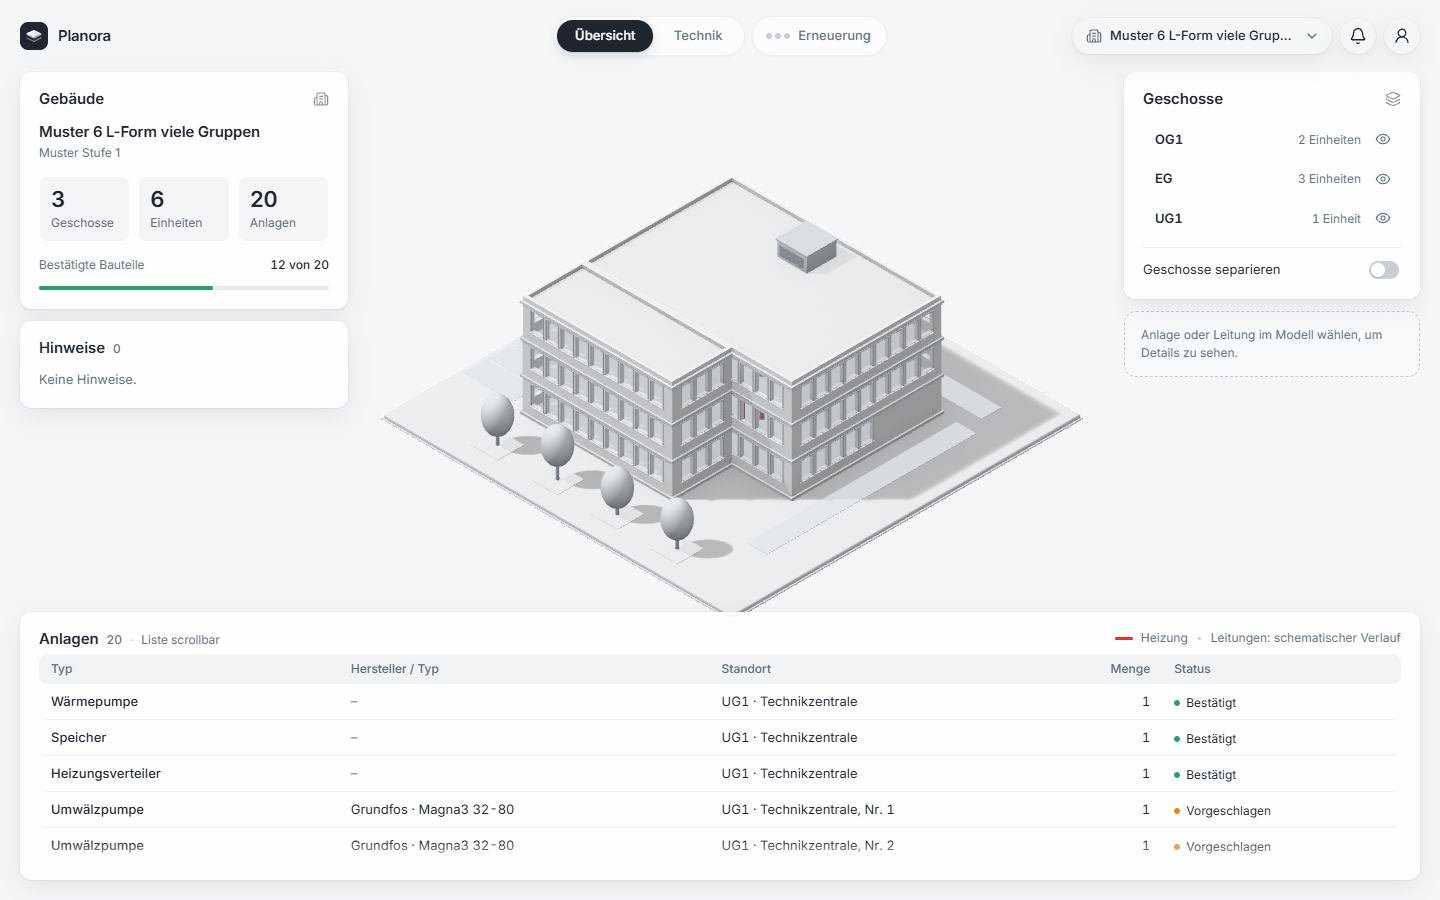 Planora
Übersicht
Technik
Erneuerung
Muster 6 L-Form viele Grup...
Gebäude
Muster 6 L-Form viele Gruppen
Muster Stufe 1
3
Geschosse
6
Einheiten
20
Anlagen
Bestätigte Bauteile
12 von 20
Hinweise 0
Keine Hinweise.
Geschosse
OG1 2 Einheiten
EG 3 Einheiten
UG1 1 Einheit
Geschosse separieren
Anlage oder Leitung im Modell wählen, um
Details zu sehen.
Anlagen 20 · Liste scrollbar
Heizung · Leitungen: schematischer Verlauf
Typ Hersteller / Typ Standort Menge Status
Wärmepumpe – UG1 · Technikzentrale 1 Bestätigt
Speicher – UG1 · Technikzentrale 1 Bestätigt
Heizungsverteiler – UG1 · Technikzentrale 1 Bestätigt
Umwälzpumpe Grundfos · Magna3 32-80 UG1 · Technikzentrale, Nr. 1 1 Vorgeschlagen
Umwälzpumpe Grundfos · Magna3 32-80 UG1 · Technikzentrale, Nr. 2 1 Vorgeschlagen